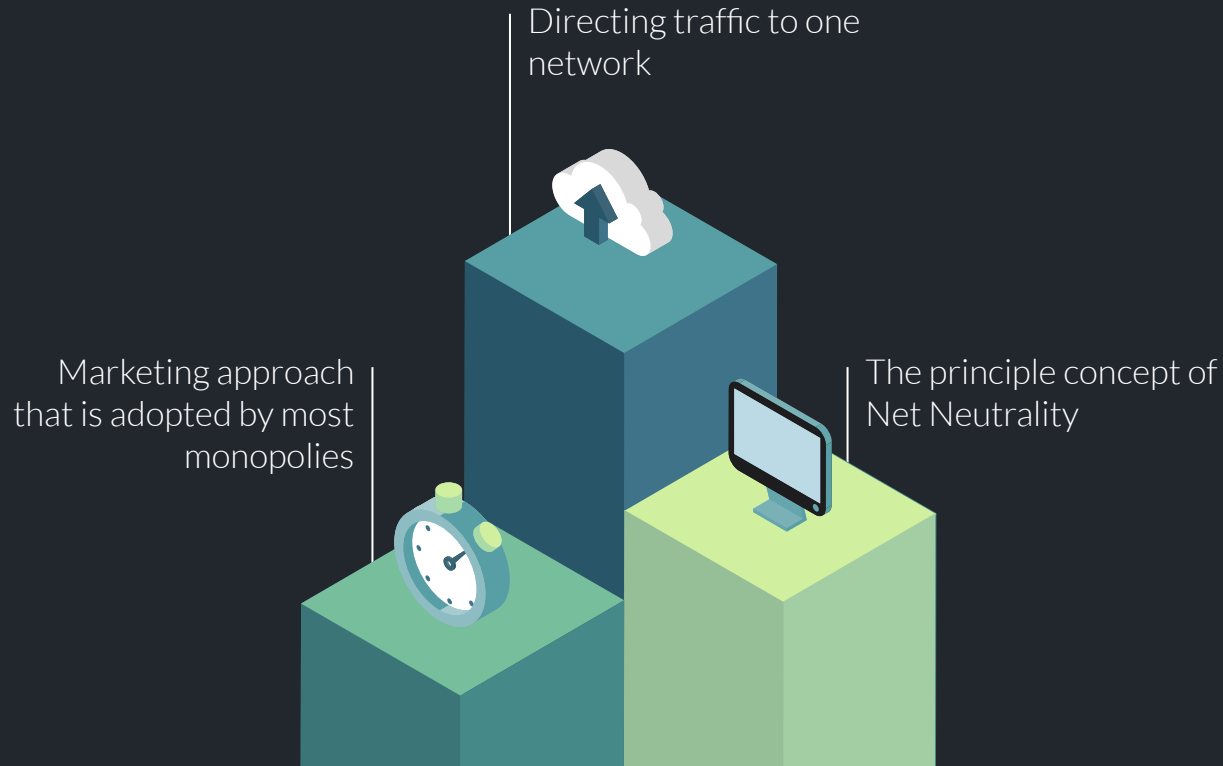 Directing traffic to one
network
Marketing approach
that is adopted by most
monopolies
The principle concept of
Net Neutrality